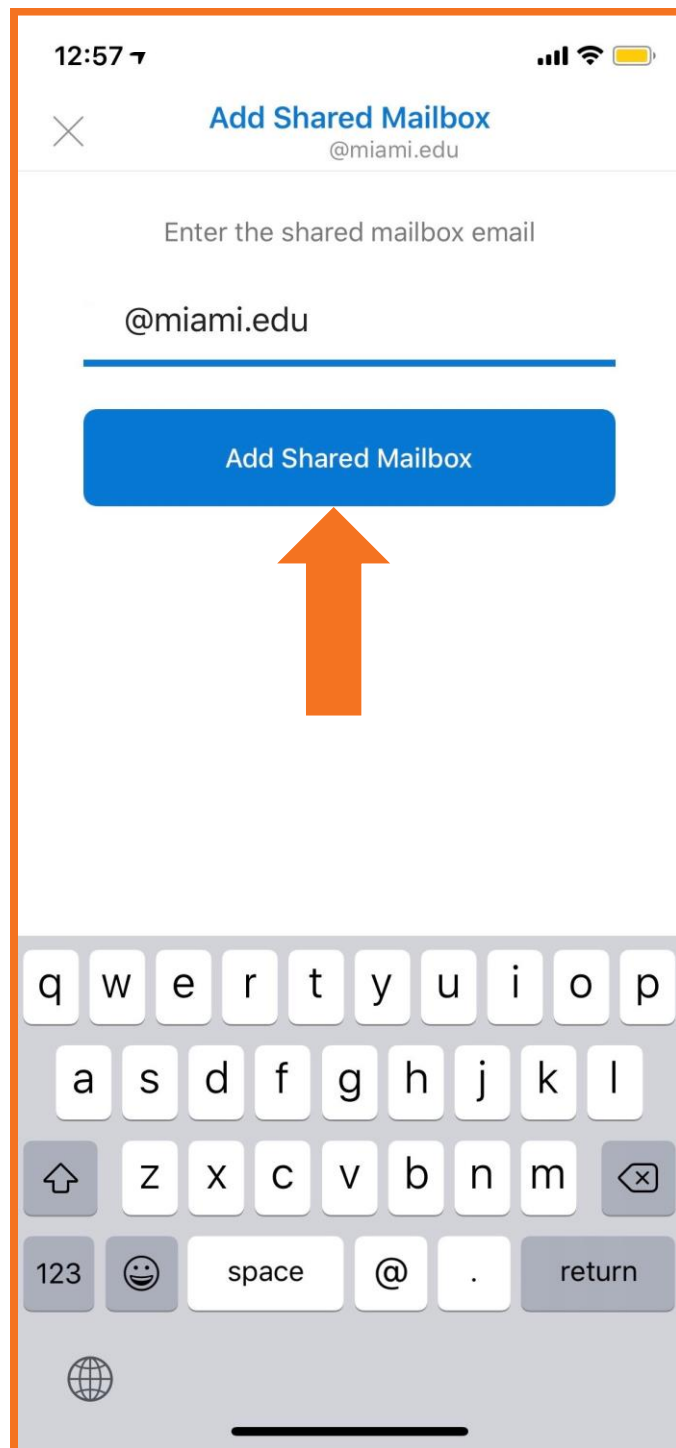 12:57
Add Shared Mailbox
@miami.edu
Enter the shared mailbox email
@miami.edu
Add Shared Mailbox
q w e r t y u i o p
a s d f g h j k l
z x c v b n m
123 space @ . return